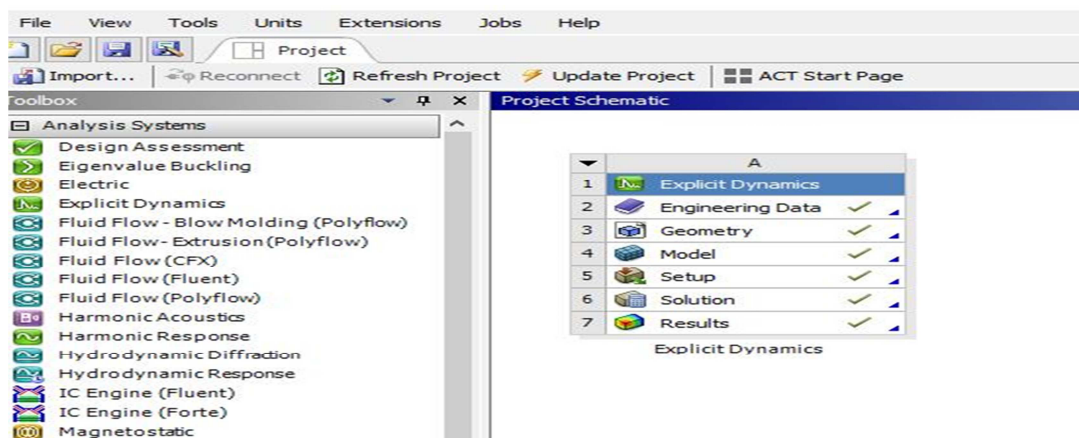 File View Tools Units Extensions Jobs Help
Project
Import... Reconnect Refresh Project Update Project ACT Start Page
Toolbox
Analysis Systems
Design Assessment
Eigenvalue Buckling
Electric
Explicit Dynamics
Fluid Flow - Blow Molding (Polyflow)
Fluid Flow- Extrusion (Polyflow)
Fluid Flow (CFX)
Fluid Flow (Fluent)
Fluid Flow (Polyflow)
Harmonic Acoustics
Harmonic Response
Hydrodynamic Diffraction
Hydrodynamic Response
IC Engine (Fluent)
IC Engine (Forte)
Magnetostatic
Project Schematic
A
1 Explicit Dynamics
2 Engineering Data
3 Geometry
4 Model
5 Setup
6 Solution
7 Results
Explicit Dynamics